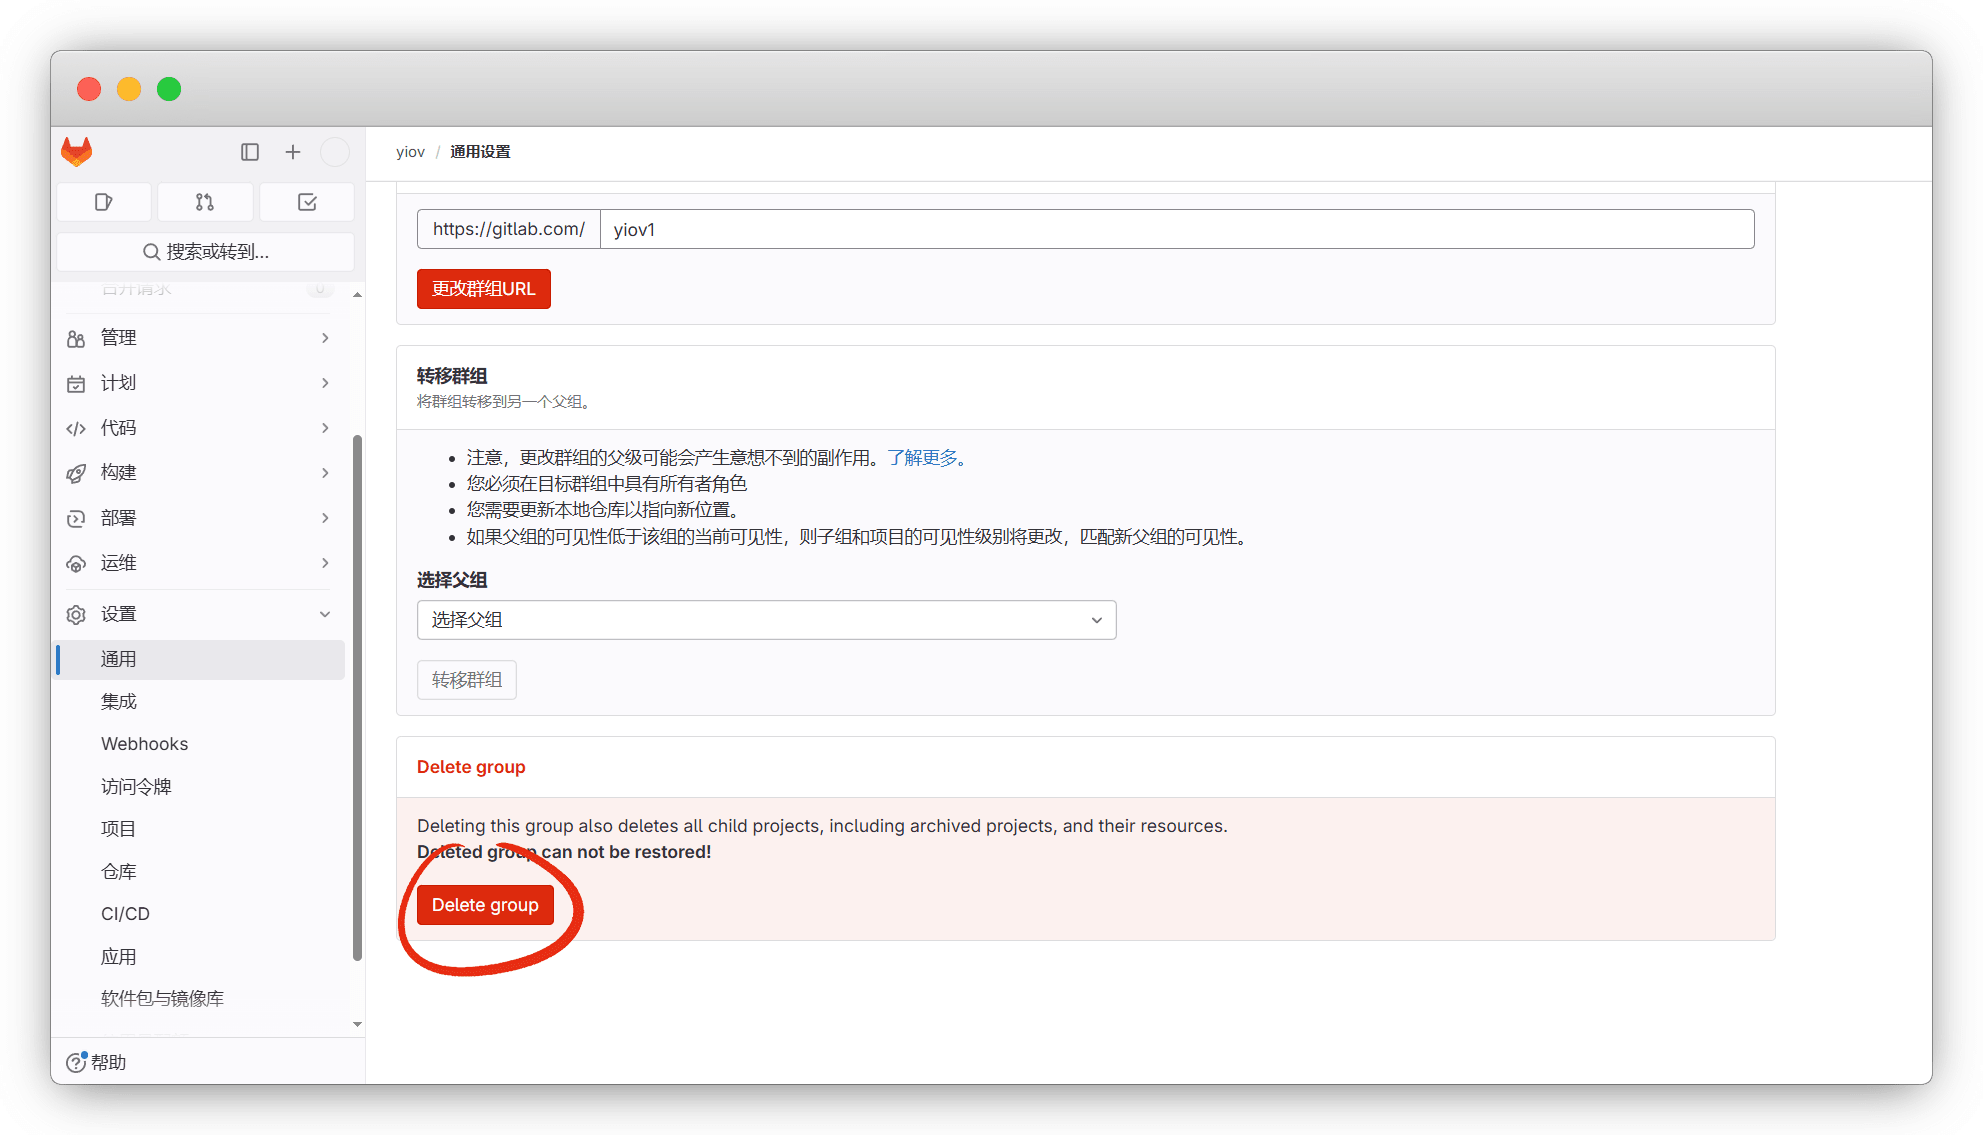 yiov / 通用设置
搜索或转到...
合并请求
0
管理
计划
代码
构建
部署
运维
设置
通用
集成
Webhooks
访问令牌
项目
仓库
CI/CD
应用
软件包与镜像库
帮助
https://gitlab.com/ yiov1
更改群组URL
转移群组
将群组转移到另一个父组。
注意，更改群组的父级可能会产生意想不到的副作用。了解更多。
您必须在目标群组中具有所有者角色
您需要更新本地仓库以指向新位置。
如果父组的可见性低于该组的当前可见性，则子组和项目的可见性级别将更改，匹配新父组的可见性。
选择父组
选择父组
转移群组
Delete group
Deleting this group also deletes all child projects, including archived projects, and their resources.
Deleted group can not be restored!
Delete group